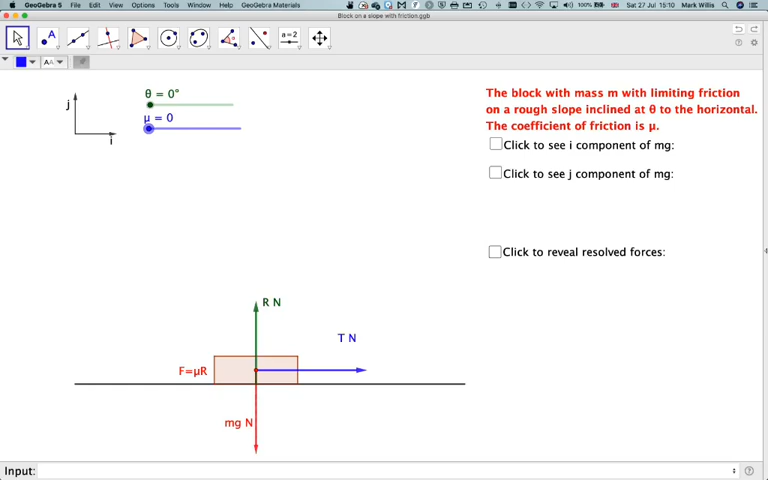 GeoGebra 5 File Edit View Options Tools Window Help GeoGebra Materials 100% Sat 27 Jul 15:10 Mark Willis
Block on a slope with friction.ggb
A a=2
AA
j
i
θ = 0°
μ = 0
The block with mass m with limiting friction
on a rough slope inclined at θ to the horizontal.
The coefficient of friction is μ.
Click to see i component of mg:
Click to see j component of mg:
Click to reveal resolved forces:
R N
T N
F=μR
mg N
Input: